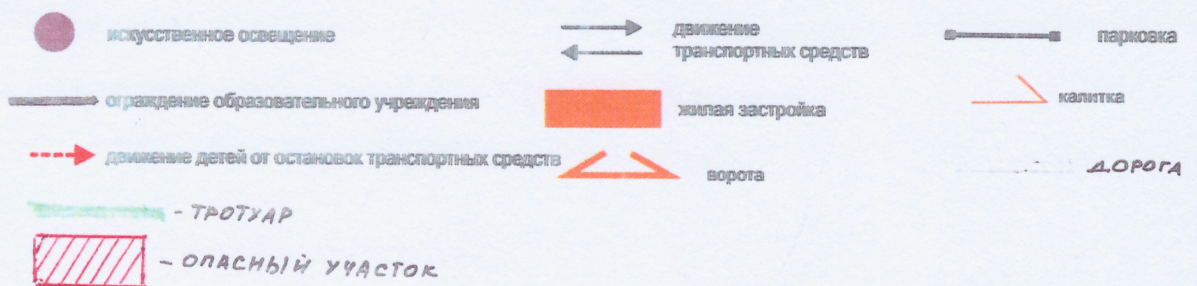 искусственное освещение
движение
транспортных средств
парковка
ограждение образовательного учреждения
жилая застройка
калитка
движение детей от остановок транспортных средств
ворота
ДОРОГА
- ТРОТУАР
- ОПАСНЫЙ УЧАСТОК